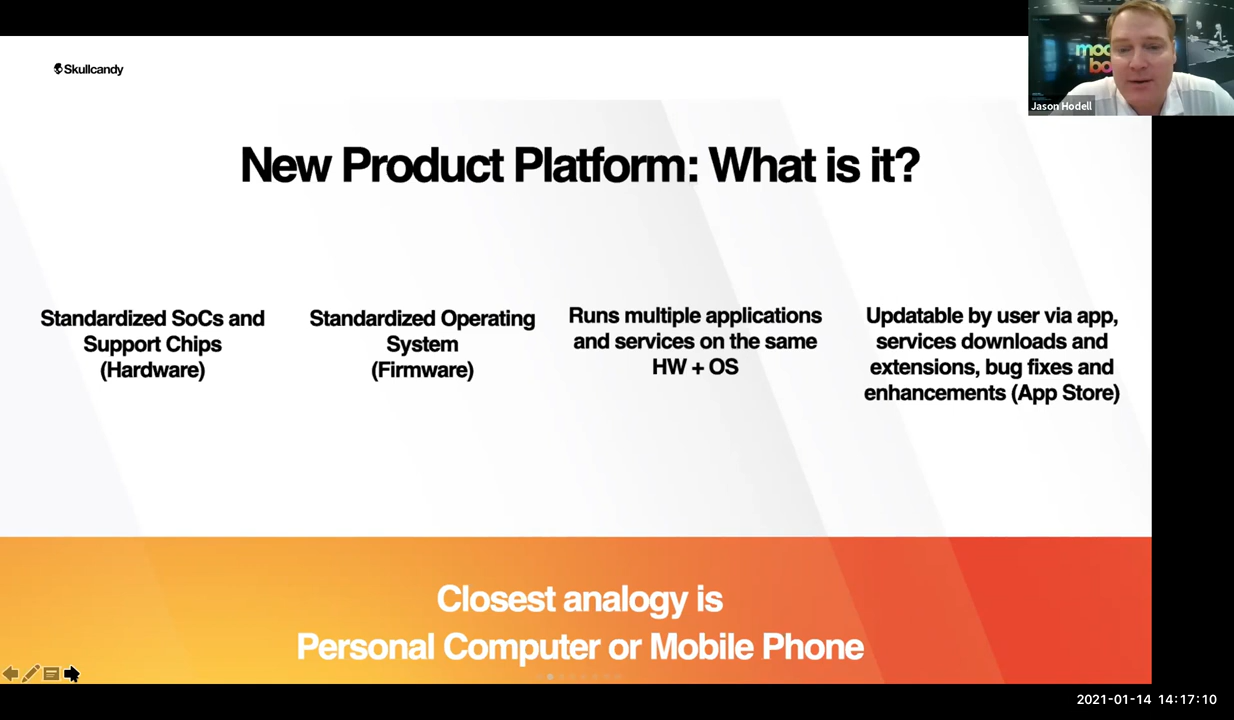 Skullcandy
Jason Hodell
New Product Platform: What is it?
Standardized SoCs and
Support Chips
(Hardware)
Standardized Operating
System
(Firmware)
Runs multiple applications
and services on the same
HW + OS
Updatable by user via app,
services downloads and
extensions, bug fixes and
enhancements (App Store)
Closest analogy is
Personal Computer or Mobile Phone
2021-01-14 14:17:10